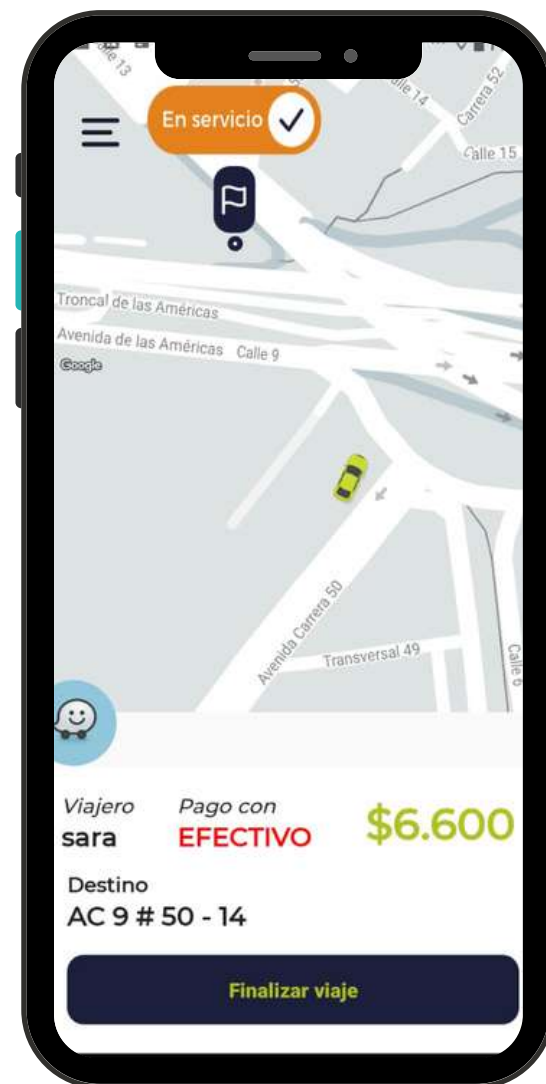 Calle 13
Calle 14
Carrera 52
Calle 15
En servicio
Troncal de las Américas
Avenida de las Américas Calle 9
Google
Avenida Carrera 50
Transversal 49
Calle 6
Viajero
sara
Pago con
EFECTIVO
$6.600
Destino
AC 9 # 50 - 14
Finalizar viaje